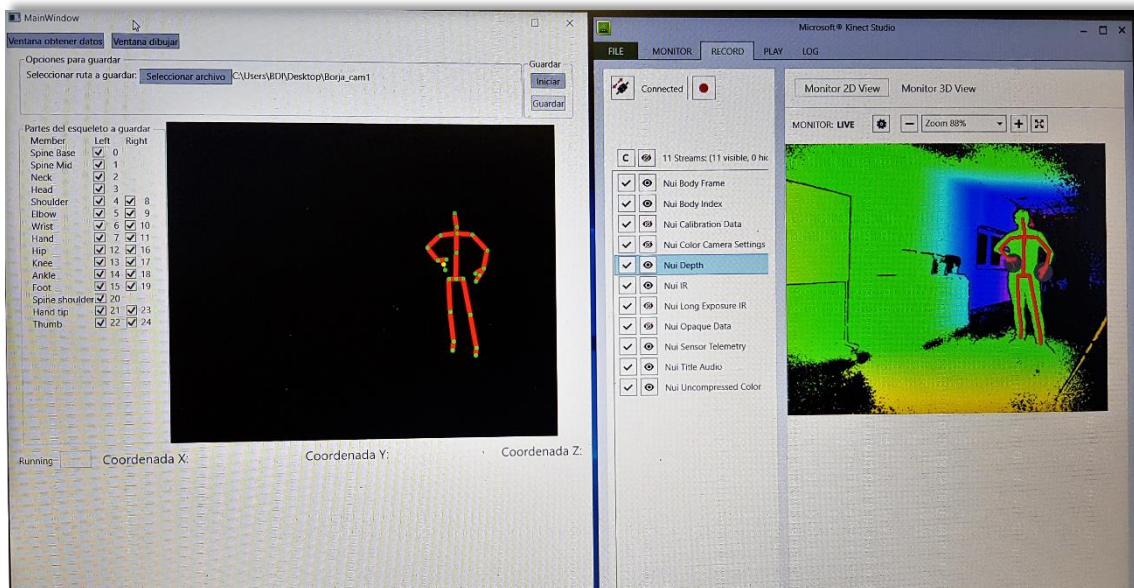 MainWindow
Ventana obtener datos Ventana dibujar
Opciones para guardar
Seleccionar ruta a guardar: Seleccionar archivo C:\Users\BDI\Desktop\Borja_cam1
Guardar
Iniciar
Guardar
Partes del esqueleto a guardar
Member Left Right
Spine Base 0
Spine Mid 1
Neck 2
Head 3
Shoulder 4 8
Elbow 5 9
Wrist 6 10
Hand 7 11
Hip 12 16
Knee 13 17
Ankle 14 18
Foot 15 19
Spine shoulder 20
Hand tip 21 23
Thumb 22 24
Running
Coordenada X: Coordenada Y: Coordenada Z:
Microsoft® Kinect Studio
FILE MONITOR RECORD PLAY LOG
Connected
Monitor 2D View Monitor 3D View
MONITOR: LIVE Zoom 88%
C 11 Streams: (11 visible, 0 hic
Nui Body Frame
Nui Body Index
Nui Calibration Data
Nui Color Camera Settings
Nui Depth
Nui IR
Nui Long Exposure IR
Nui Opaque Data
Nui Sensor Telemetry
Nui Title Audio
Nui Uncompressed Color